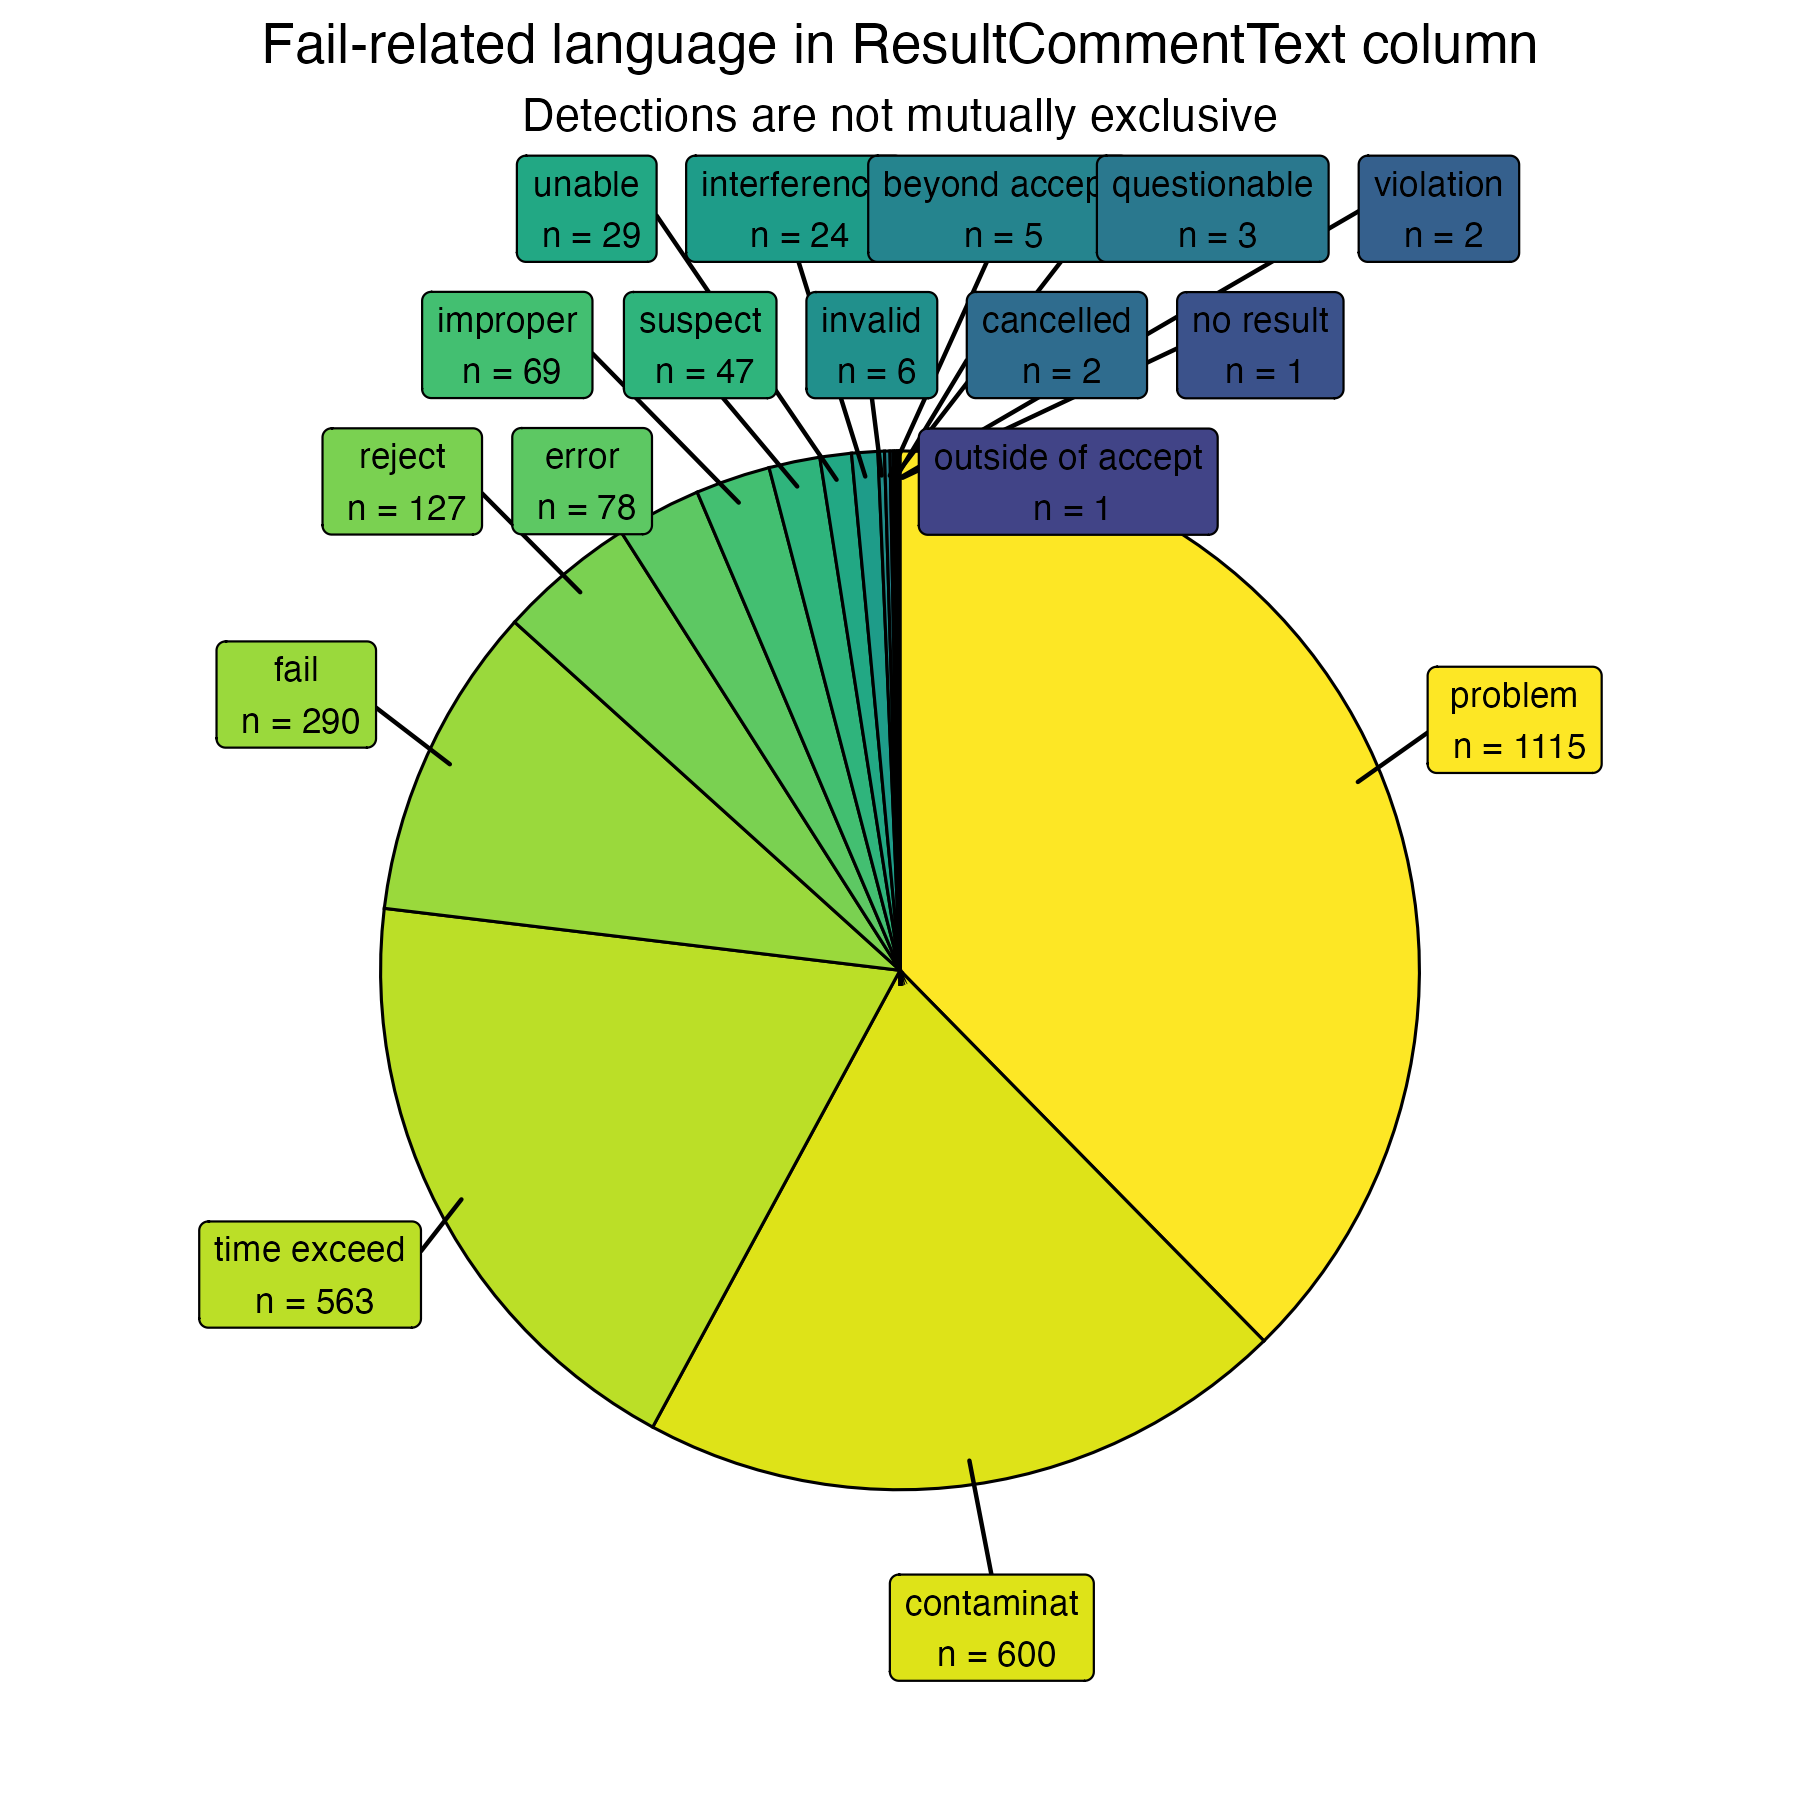 Fail-related language in ResultCommentText column
Detections are not mutually exclusive
unable
n = 29
interferenc
n = 24
beyond accep
n = 5
questionable
n = 3
violation
n = 2
improper
n = 69
suspect
n = 47
invalid
n = 6
cancelled
n = 2
no result
n = 1
reject
n = 127
error
n = 78
outside of accept
n = 1
fail
n = 290
problem
n = 1115
time exceed
n = 563
contaminat
n = 600